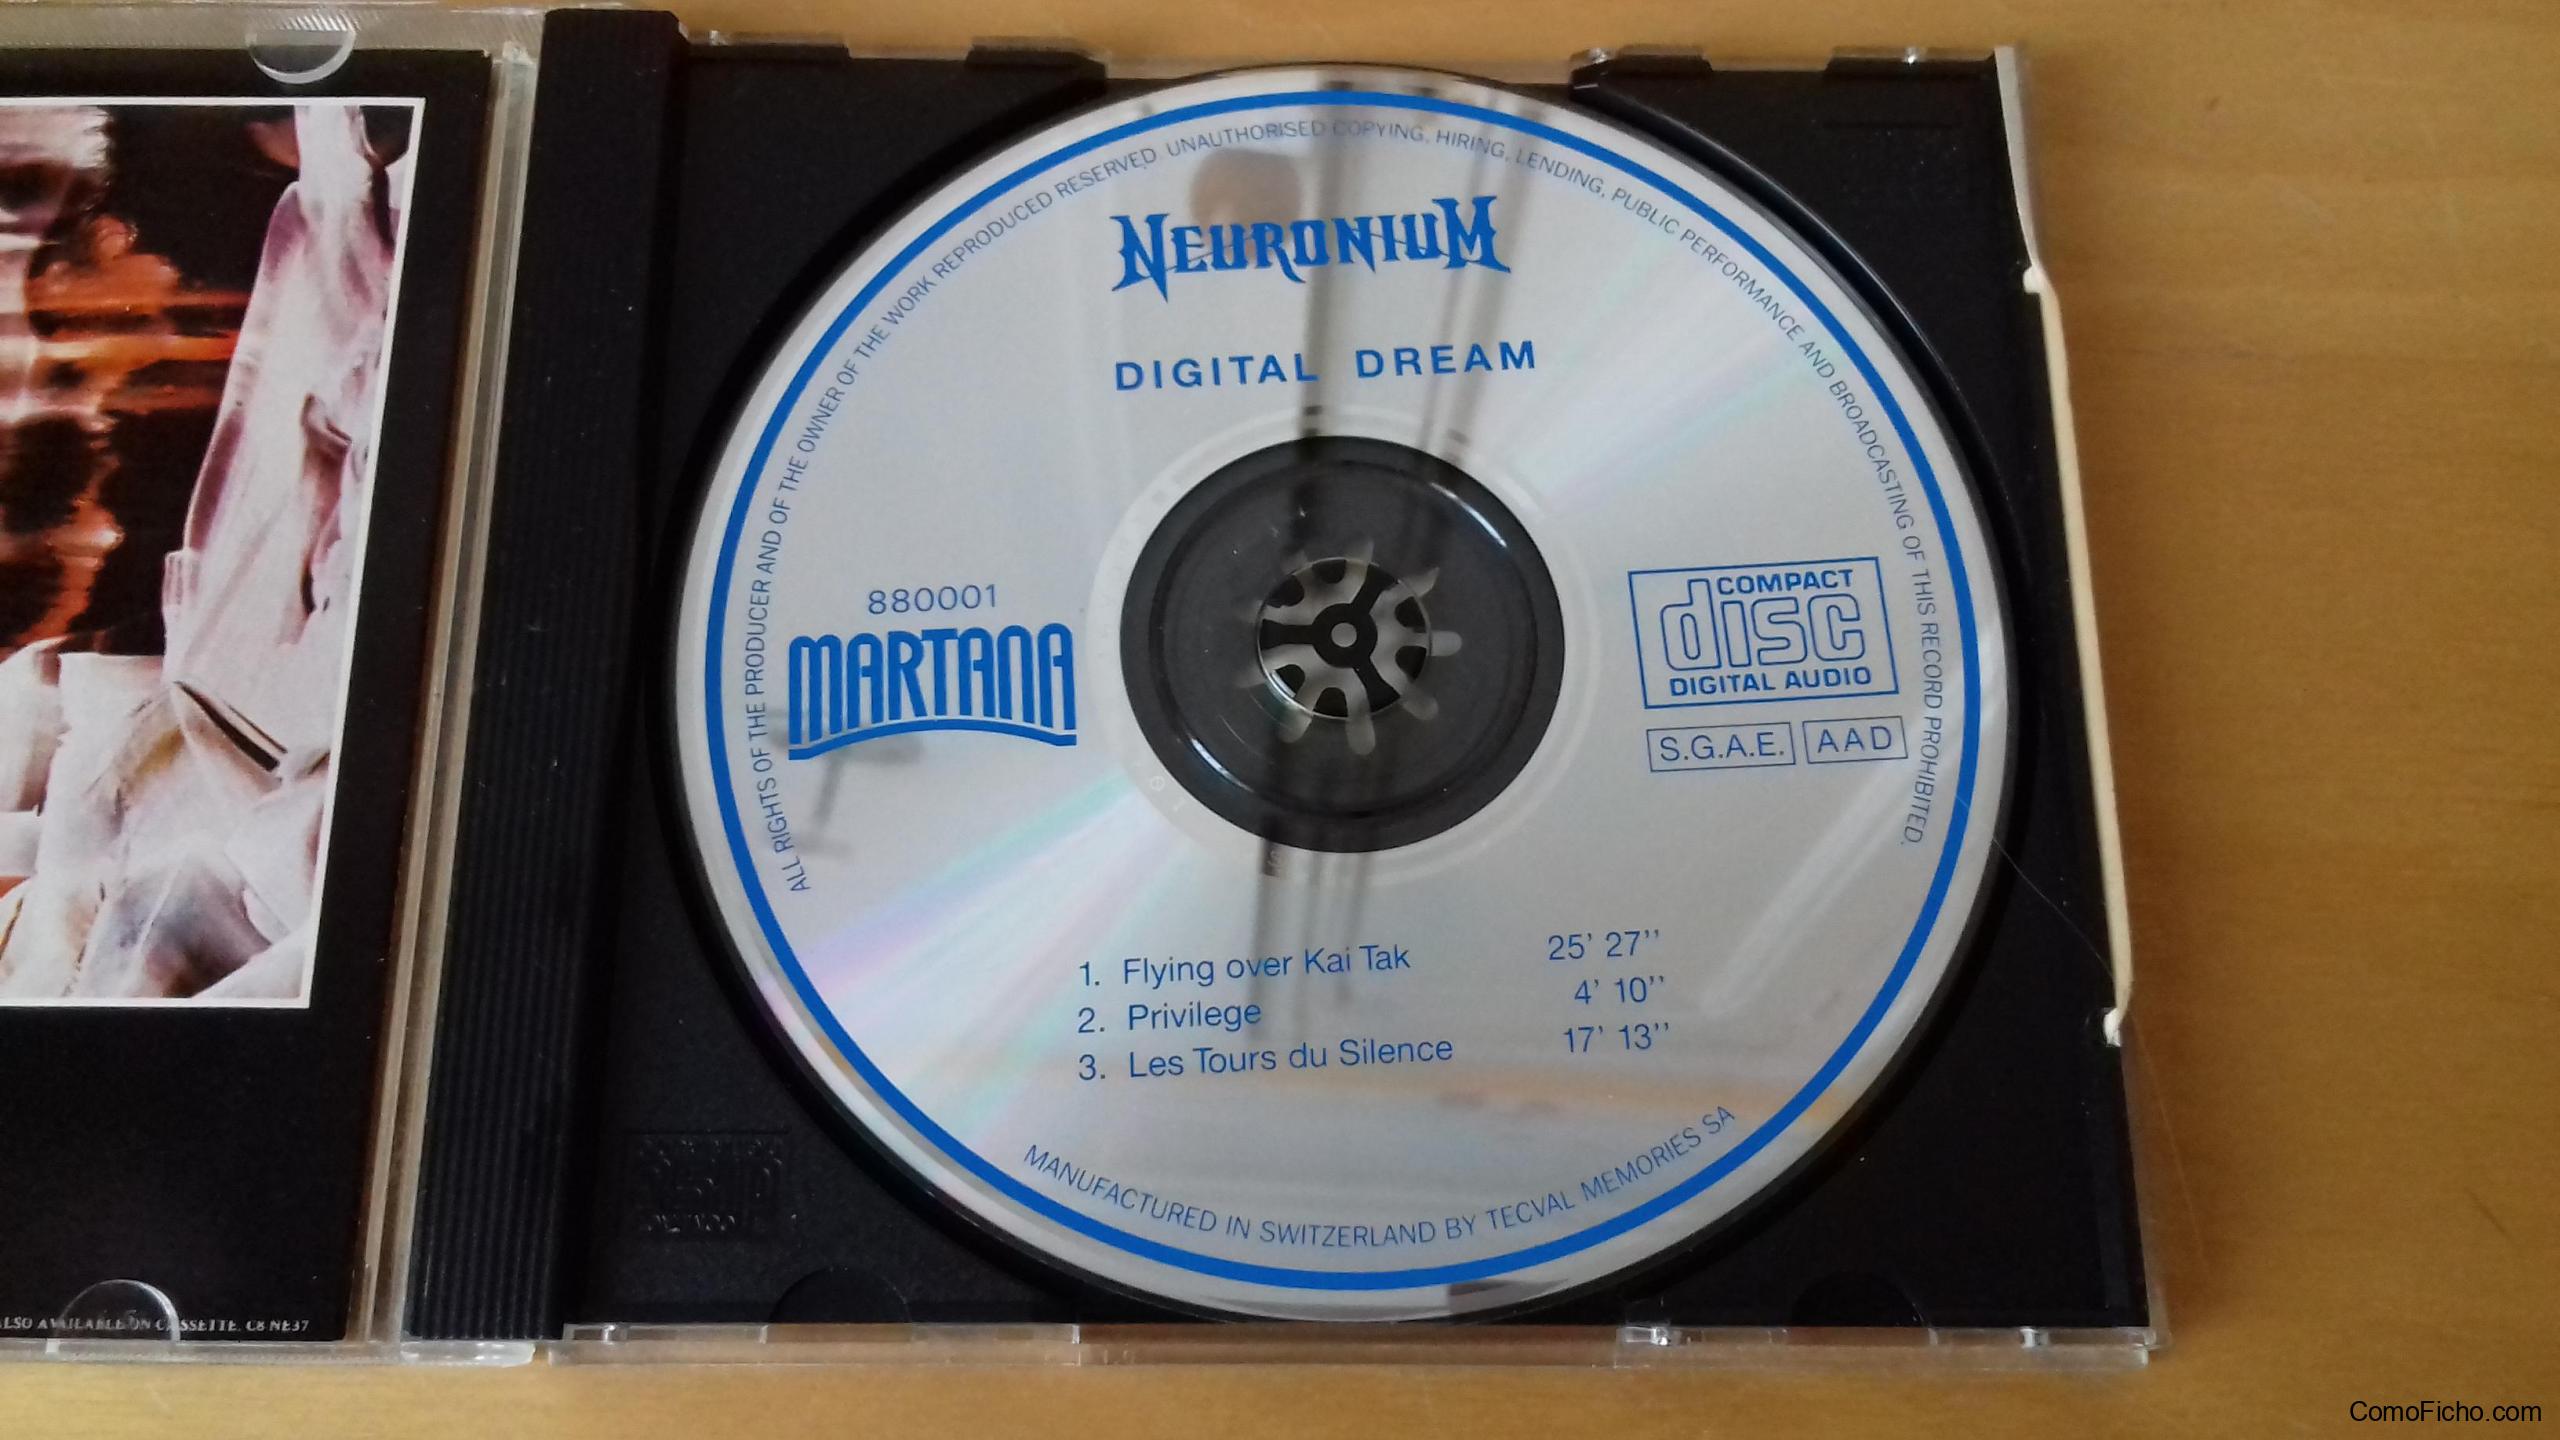 ALL RIGHTS OF THE PRODUCER AND OF THE OWNER OF THE WORK REPRODUCED RESERVED. UNAUTHORISED COPYING, HIRING, LENDING, PUBLIC PERFORMANCE AND BROADCASTING OF THIS RECORD PROHIBITED.
NEURONIUM
DIGITAL DREAM
880001
MARTANA
COMPACT
disc
DIGITAL AUDIO
S.G.A.E. AAD
1. Flying over Kai Tak 25' 27''
2. Privilege 4' 10''
3. Les Tours du Silence 17' 13''
MANUFACTURED IN SWITZERLAND BY TECVAL MEMORIES SA
AVAILABLE ON CASSETTE. C8 NE37
ComoFicho.com